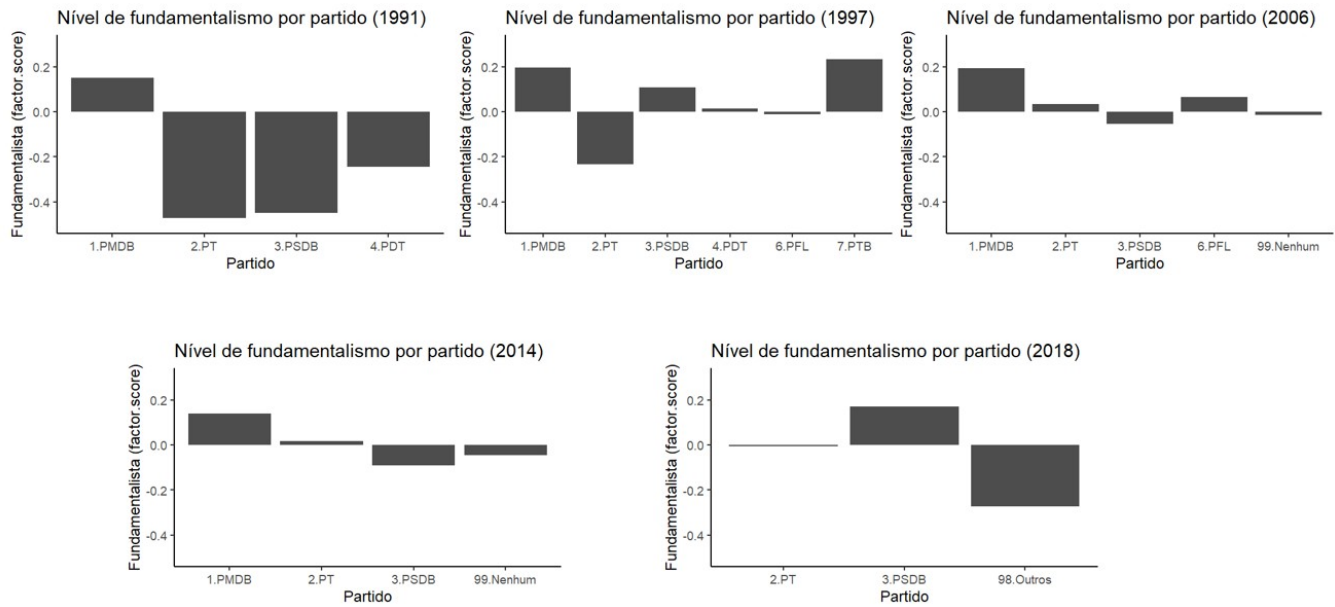 Nível de fundamentalismo por partido (1991)
Fundamentalista (factor.score)
0.2
0.0
-0.2
-0.4
1.PMDB 2.PT 3.PSDB 4.PDT
Partido
Nível de fundamentalismo por partido (1997)
Fundamentalista (factor.score)
0.2
0.0
-0.2
-0.4
1.PMDB 2.PT 3.PSDB 4.PDT 6.PFL 7.PTB
Partido
Nível de fundamentalismo por partido (2006)
Fundamentalista (factor.score)
0.2
0.0
-0.2
-0.4
1.PMDB 2.PT 3.PSDB 6.PFL 99.Nenhum
Partido
Nível de fundamentalismo por partido (2014)
Fundamentalista (factor.score)
0.2
0.0
-0.2
-0.4
1.PMDB 2.PT 3.PSDB 99.Nenhum
Partido
Nível de fundamentalismo por partido (2018)
Fundamentalista (factor.score)
0.2
0.0
-0.2
-0.4
2.PT 3.PSDB 98.Outros
Partido